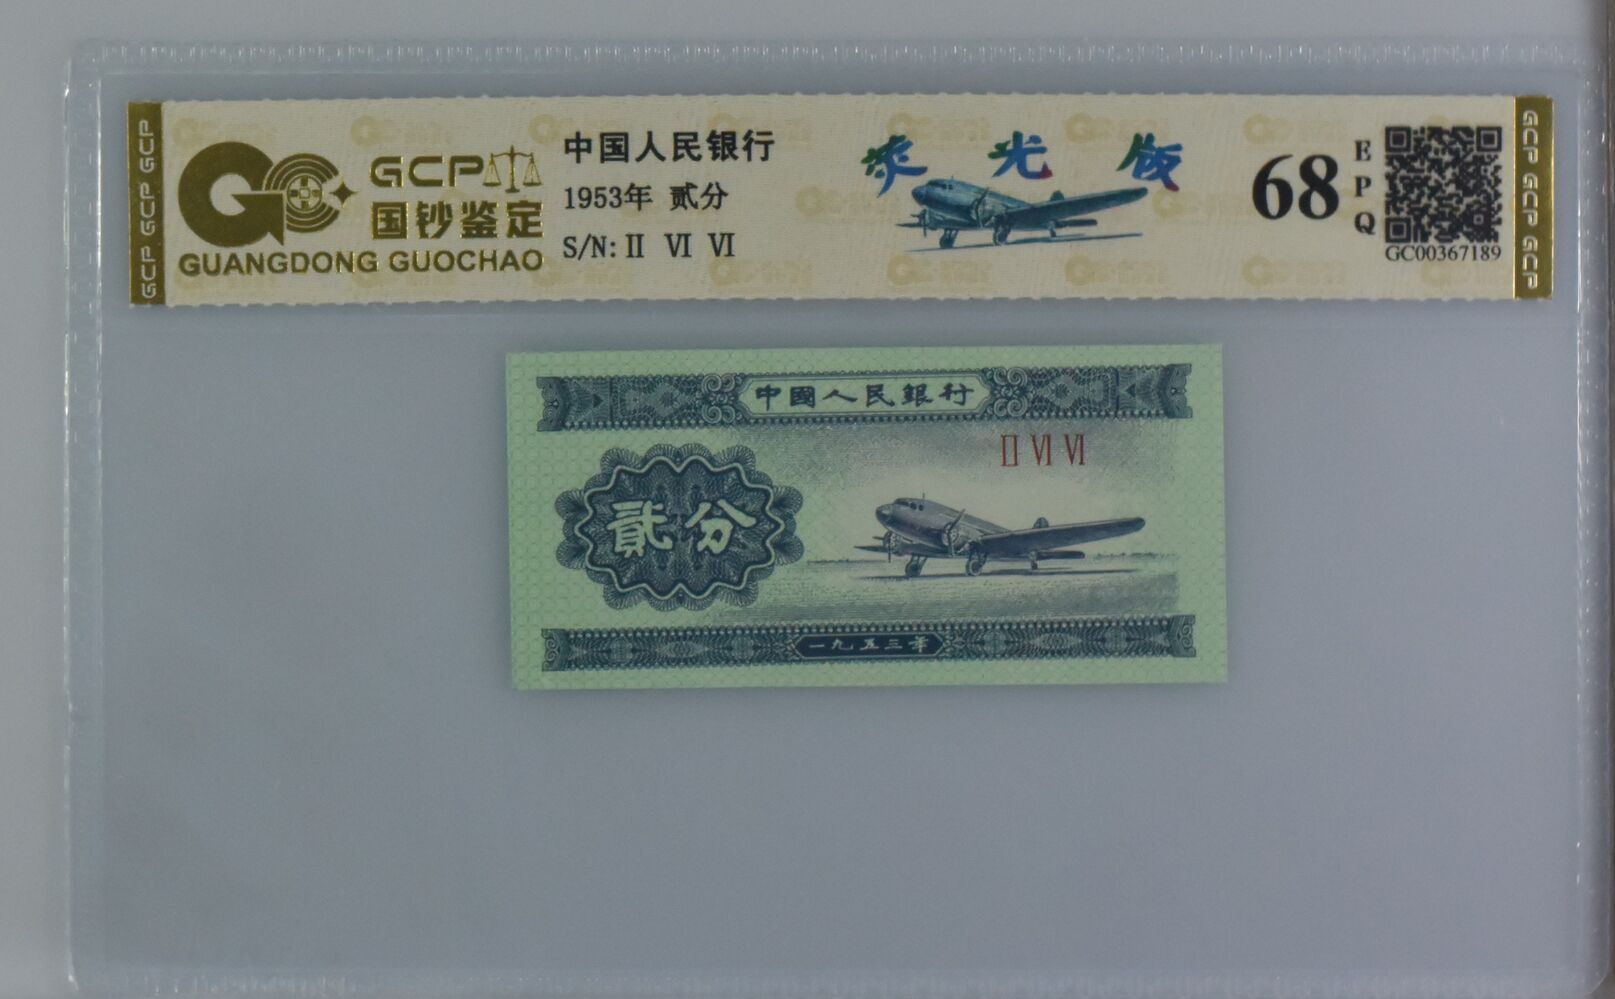 GCP GCP GCP
GCP
国钞鉴定
GUANGDONG GUOCHAO
中国人民银行
1953年 贰分
S/N: II VI VI
荧光版
68
EPQ
GC00367189
GCP GCP GCP
中國人民銀行
II VI VI
貳分
一九五三年